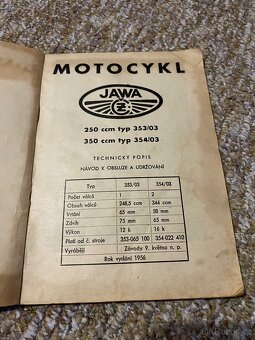 MOTOCYKL
JAWA
ČZ
250 ccm typ 353/03
350 ccm typ 354/03
TECHNICKÝ POPIS
NÁVOD K OBSLUZE A UDRŽOVÁNÍ
Typ 353/03 354/03
Počet válců 1 2
Obsah válců 248,5 ccm 344 ccm
Vrtání 65 mm 58 mm
Zdvih 75 mm 65 mm
Výkon 12 k 16 k
Platí od č. stroje 353-065 100 354-022 410
Vyrábějí Závody 9. května n. p.
Rok vydání 1956